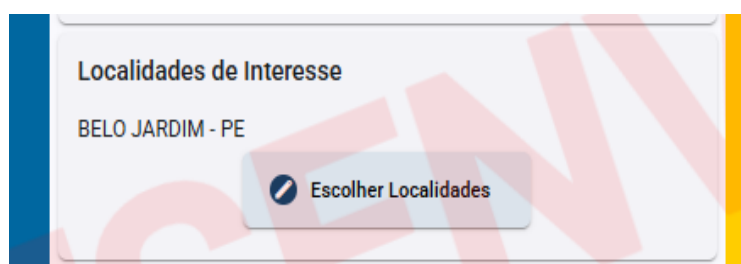 Localidades de Interesse
BELO JARDIM - PE
Escolher Localidades